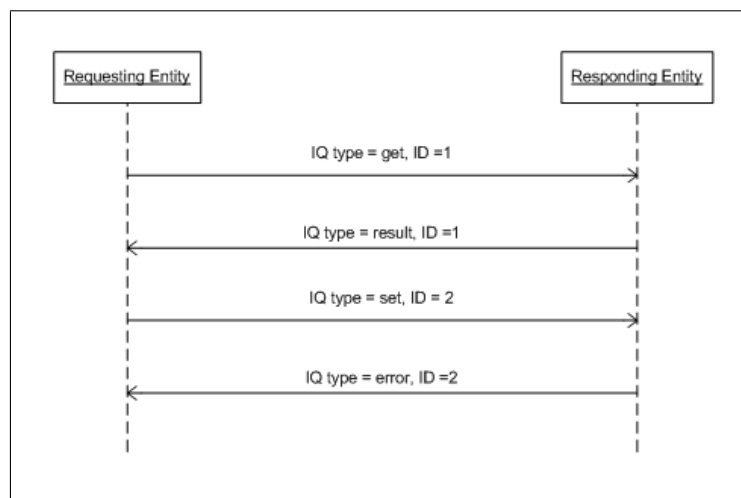 Requesting Entity
Responding Entity
IQ type = get, ID =1
IQ type = result, ID =1
IQ type = set, ID = 2
IQ type = error, ID =2